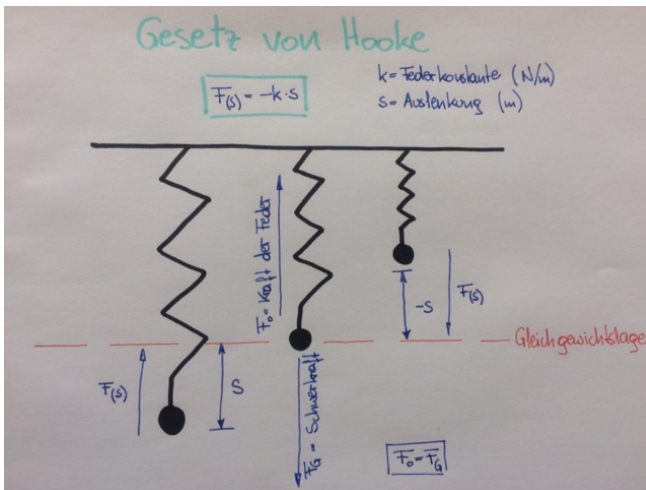 Gesetz von Hooke
F(s) = -k·s
k = Federkonstante (N/m)
s = Auslenkung (m)
F₀ = Kraft der Feder
-s
F(s)
Gleichgewichtslage
F(s)
s
FG = Schwerkraft
F₀ = FG